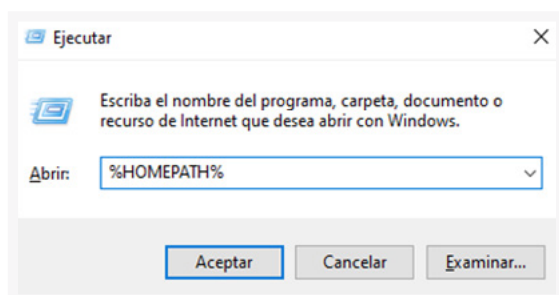 Ejecutar
Escriba el nombre del programa, carpeta, documento o
recurso de Internet que desea abrir con Windows.
Abrir: %HOMEPATH%
Aceptar Cancelar Examinar...